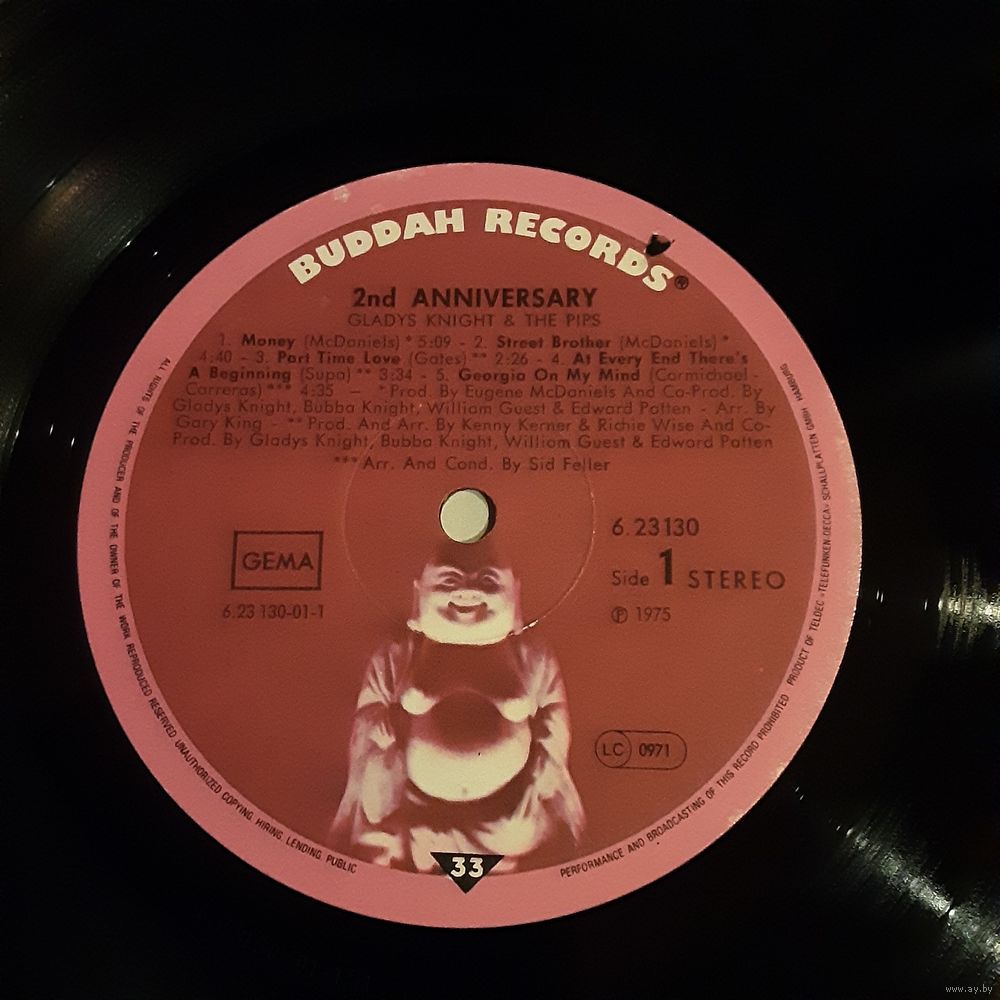 BUDDAH RECORDS®
2nd ANNIVERSARY
GLADYS KNIGHT & THE PIPS
1. Money (McDaniels) * 5:09 - 2. Street Brother (McDaniels) *
4:40 - 3. Part Time Love (Gates) ** 2:26 - 4. At Every End There's
A Beginning (Supa) ** 3:34 - 5. Georgia On My Mind (Carmichael -
Carreras) *** 4:35 — * Prod. By Eugene McDaniels And Co-Prod. By
Gladys Knight, Bubba Knight, William Guest & Edward Patten - Arr. By
Gary King - ** Prod. And Arr. By Kenny Kerner & Richie Wise And Co-
Prod. By Gladys Knight, Bubba Knight, William Guest & Edward Patten
*** Arr. And Cond. By Sid Feller
GEMA
6.23 130-01-1
6.23130
Side 1 STEREO
℗ 1975
LC 0971
33
ALL RIGHTS OF THE PRODUCER AND OF THE OWNER OF THE WORK REPRODUCED RESERVED. UNAUTHORIZED COPYING, HIRING, LENDING, PUBLIC
PERFORMANCE AND BROADCASTING OF THIS RECORD PROHIBITED PRODUCT OF TELDEC »TELEFUNKEN-DECCA« SCHALLPLATTEN GMBH HAMBURG
www.ay.by